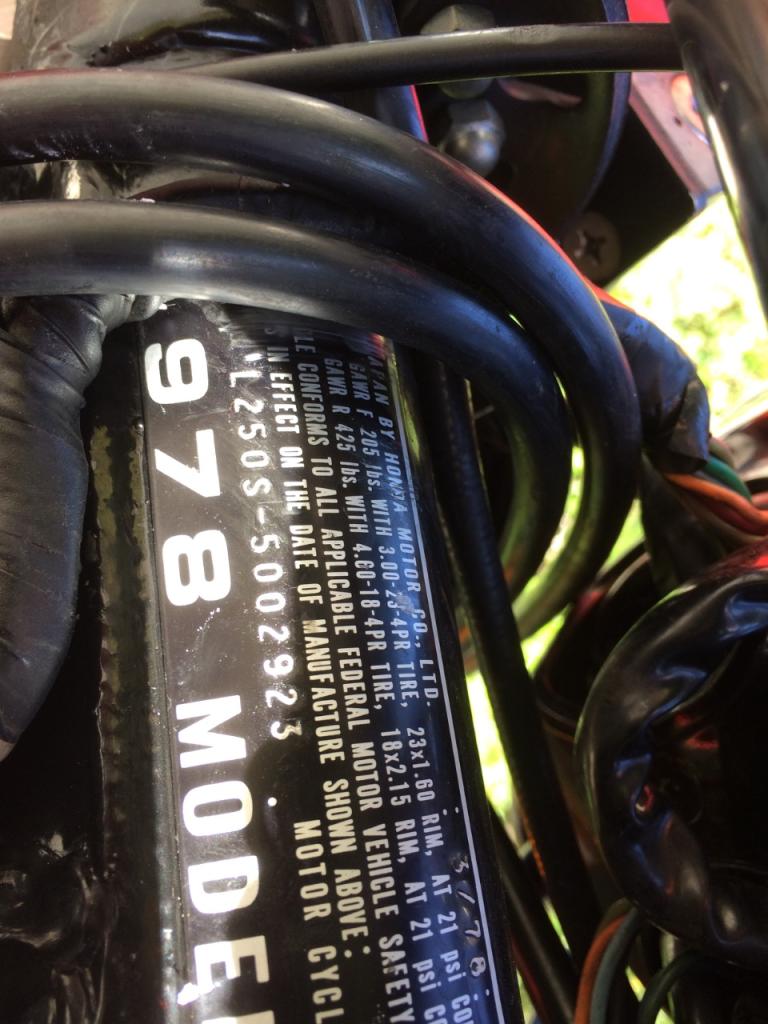 BY HONDA MOTOR CO., LTD. 3/78
GAWR F 205 lbs. WITH 3.00-23-4PR TIRE, 23x1.60 RIM, AT 21 psi CO
GAWR R 425 lbs. WITH 4.60-18-4PR TIRE, 18x2.15 RIM, AT 21 psi C
LE CONFORMS TO ALL APPLICABLE FEDERAL MOTOR VEHICLE SAFETY
S IN EFFECT ON THE DATE OF MANUFACTURE SHOWN ABOVE:
L250S-5002923 MOTOR CYCL
978 MODE